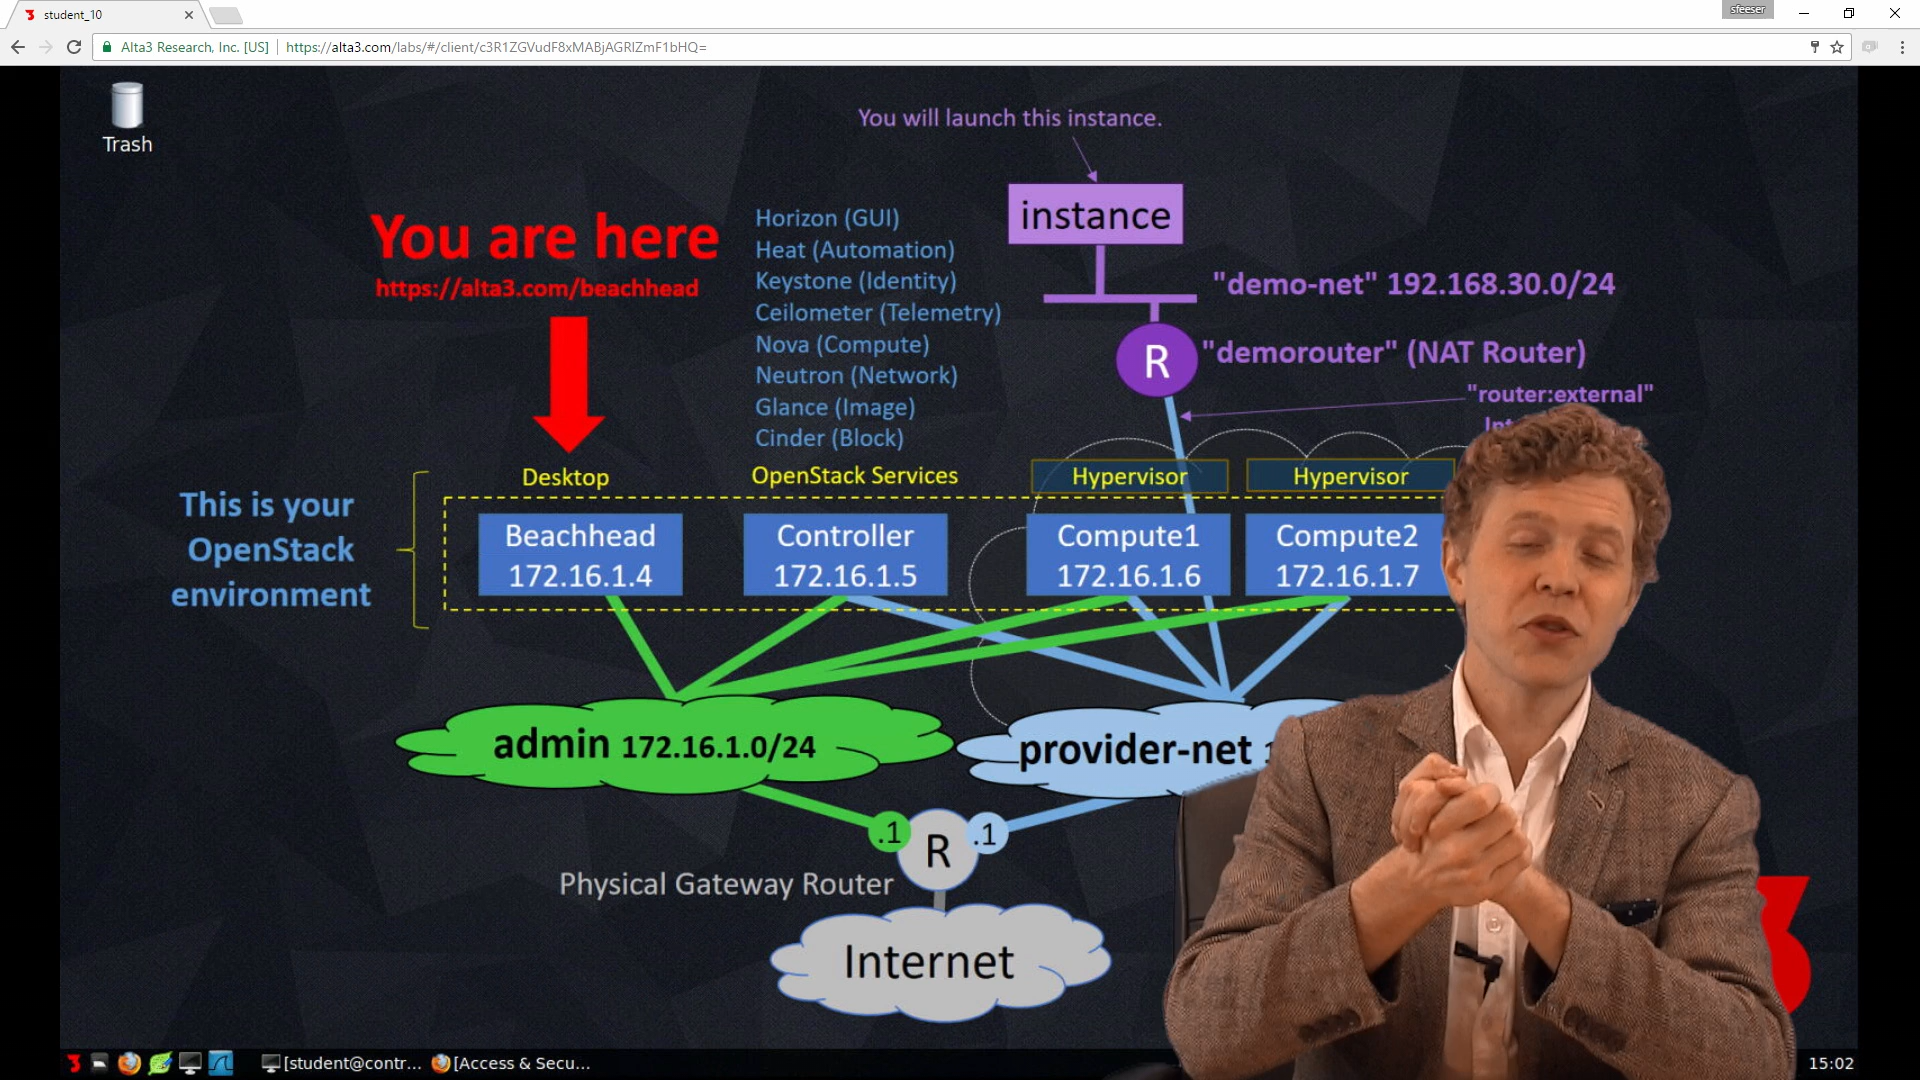 student_10
sfeeser
Alta3 Research, Inc. [US]
https://alta3.com/labs/#/client/c3R1ZGVudF8xMABjAGRlZmF1bHQ=
Trash
You will launch this instance.
instance
You are here
https://alta3.com/beachhead
Horizon (GUI)
Heat (Automation)
Keystone (Identity)
Ceilometer (Telemetry)
Nova (Compute)
Neutron (Network)
Glance (Image)
Cinder (Block)
"demo-net" 192.168.30.0/24
R
"demorouter" (NAT Router)
"router:external"
Desktop
OpenStack Services
Hypervisor
Hypervisor
This is your
OpenStack
environment
Beachhead
172.16.1.4
Controller
172.16.1.5
Compute1
172.16.1.6
Compute2
172.16.1.7
admin 172.16.1.0/24
provider-net
.1
R
.1
Physical Gateway Router
Internet
[student@contr...
[Access & Secu...
15:02